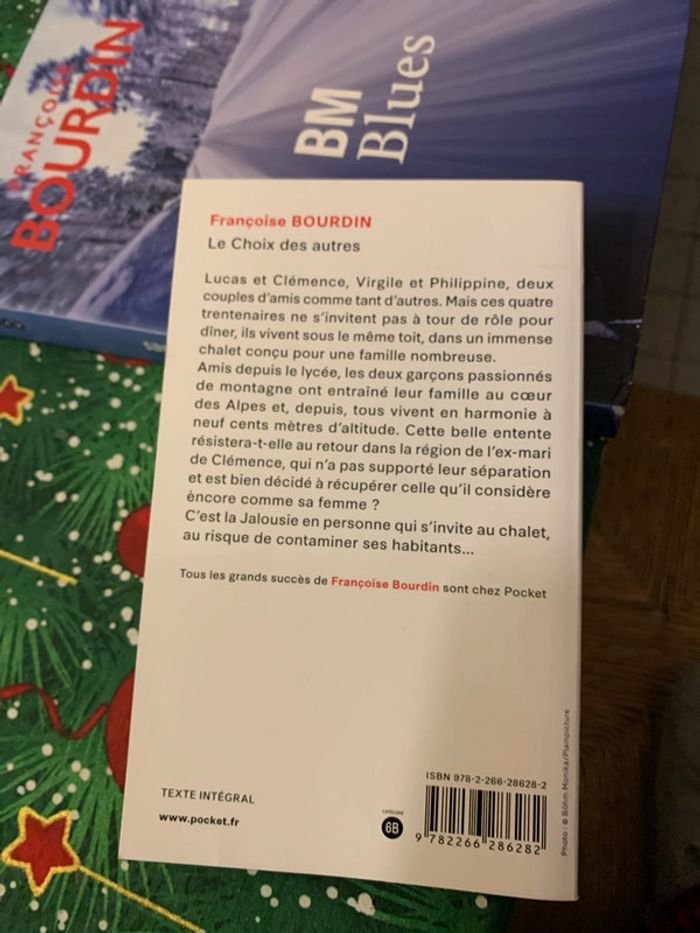 FRANÇOISE
BOURDIN
BM
Blues
Françoise BOURDIN
Le Choix des autres
Lucas et Clémence, Virgile et Philippine, deux
couples d'amis comme tant d'autres. Mais ces quatre
trentenaires ne s'invitent pas à tour de rôle pour
dîner, ils vivent sous le même toit, dans un immense
chalet conçu pour une famille nombreuse.
Amis depuis le lycée, les deux garçons passionnés
de montagne ont entraîné leur famille au cœur
des Alpes et, depuis, tous vivent en harmonie à
neuf cents mètres d'altitude. Cette belle entente
résistera-t-elle au retour dans la région de l'ex-mari
de Clémence, qui n'a pas supporté leur séparation
et est bien décidé à récupérer celle qu'il considère
éncore comme sa femme ?
C'est la Jalousie en personne qui s'invite au chalet,
au risque de contaminer ses habitants...
Tous les grands succès de Françoise Bourdin sont chez Pocket
TEXTE INTÉGRAL
www.pocket.fr
CATÉGORIE
6B
ISBN 978-2-266-28628-2
9 782266 286282
Photo : © Böhm Monika/Plainpicture